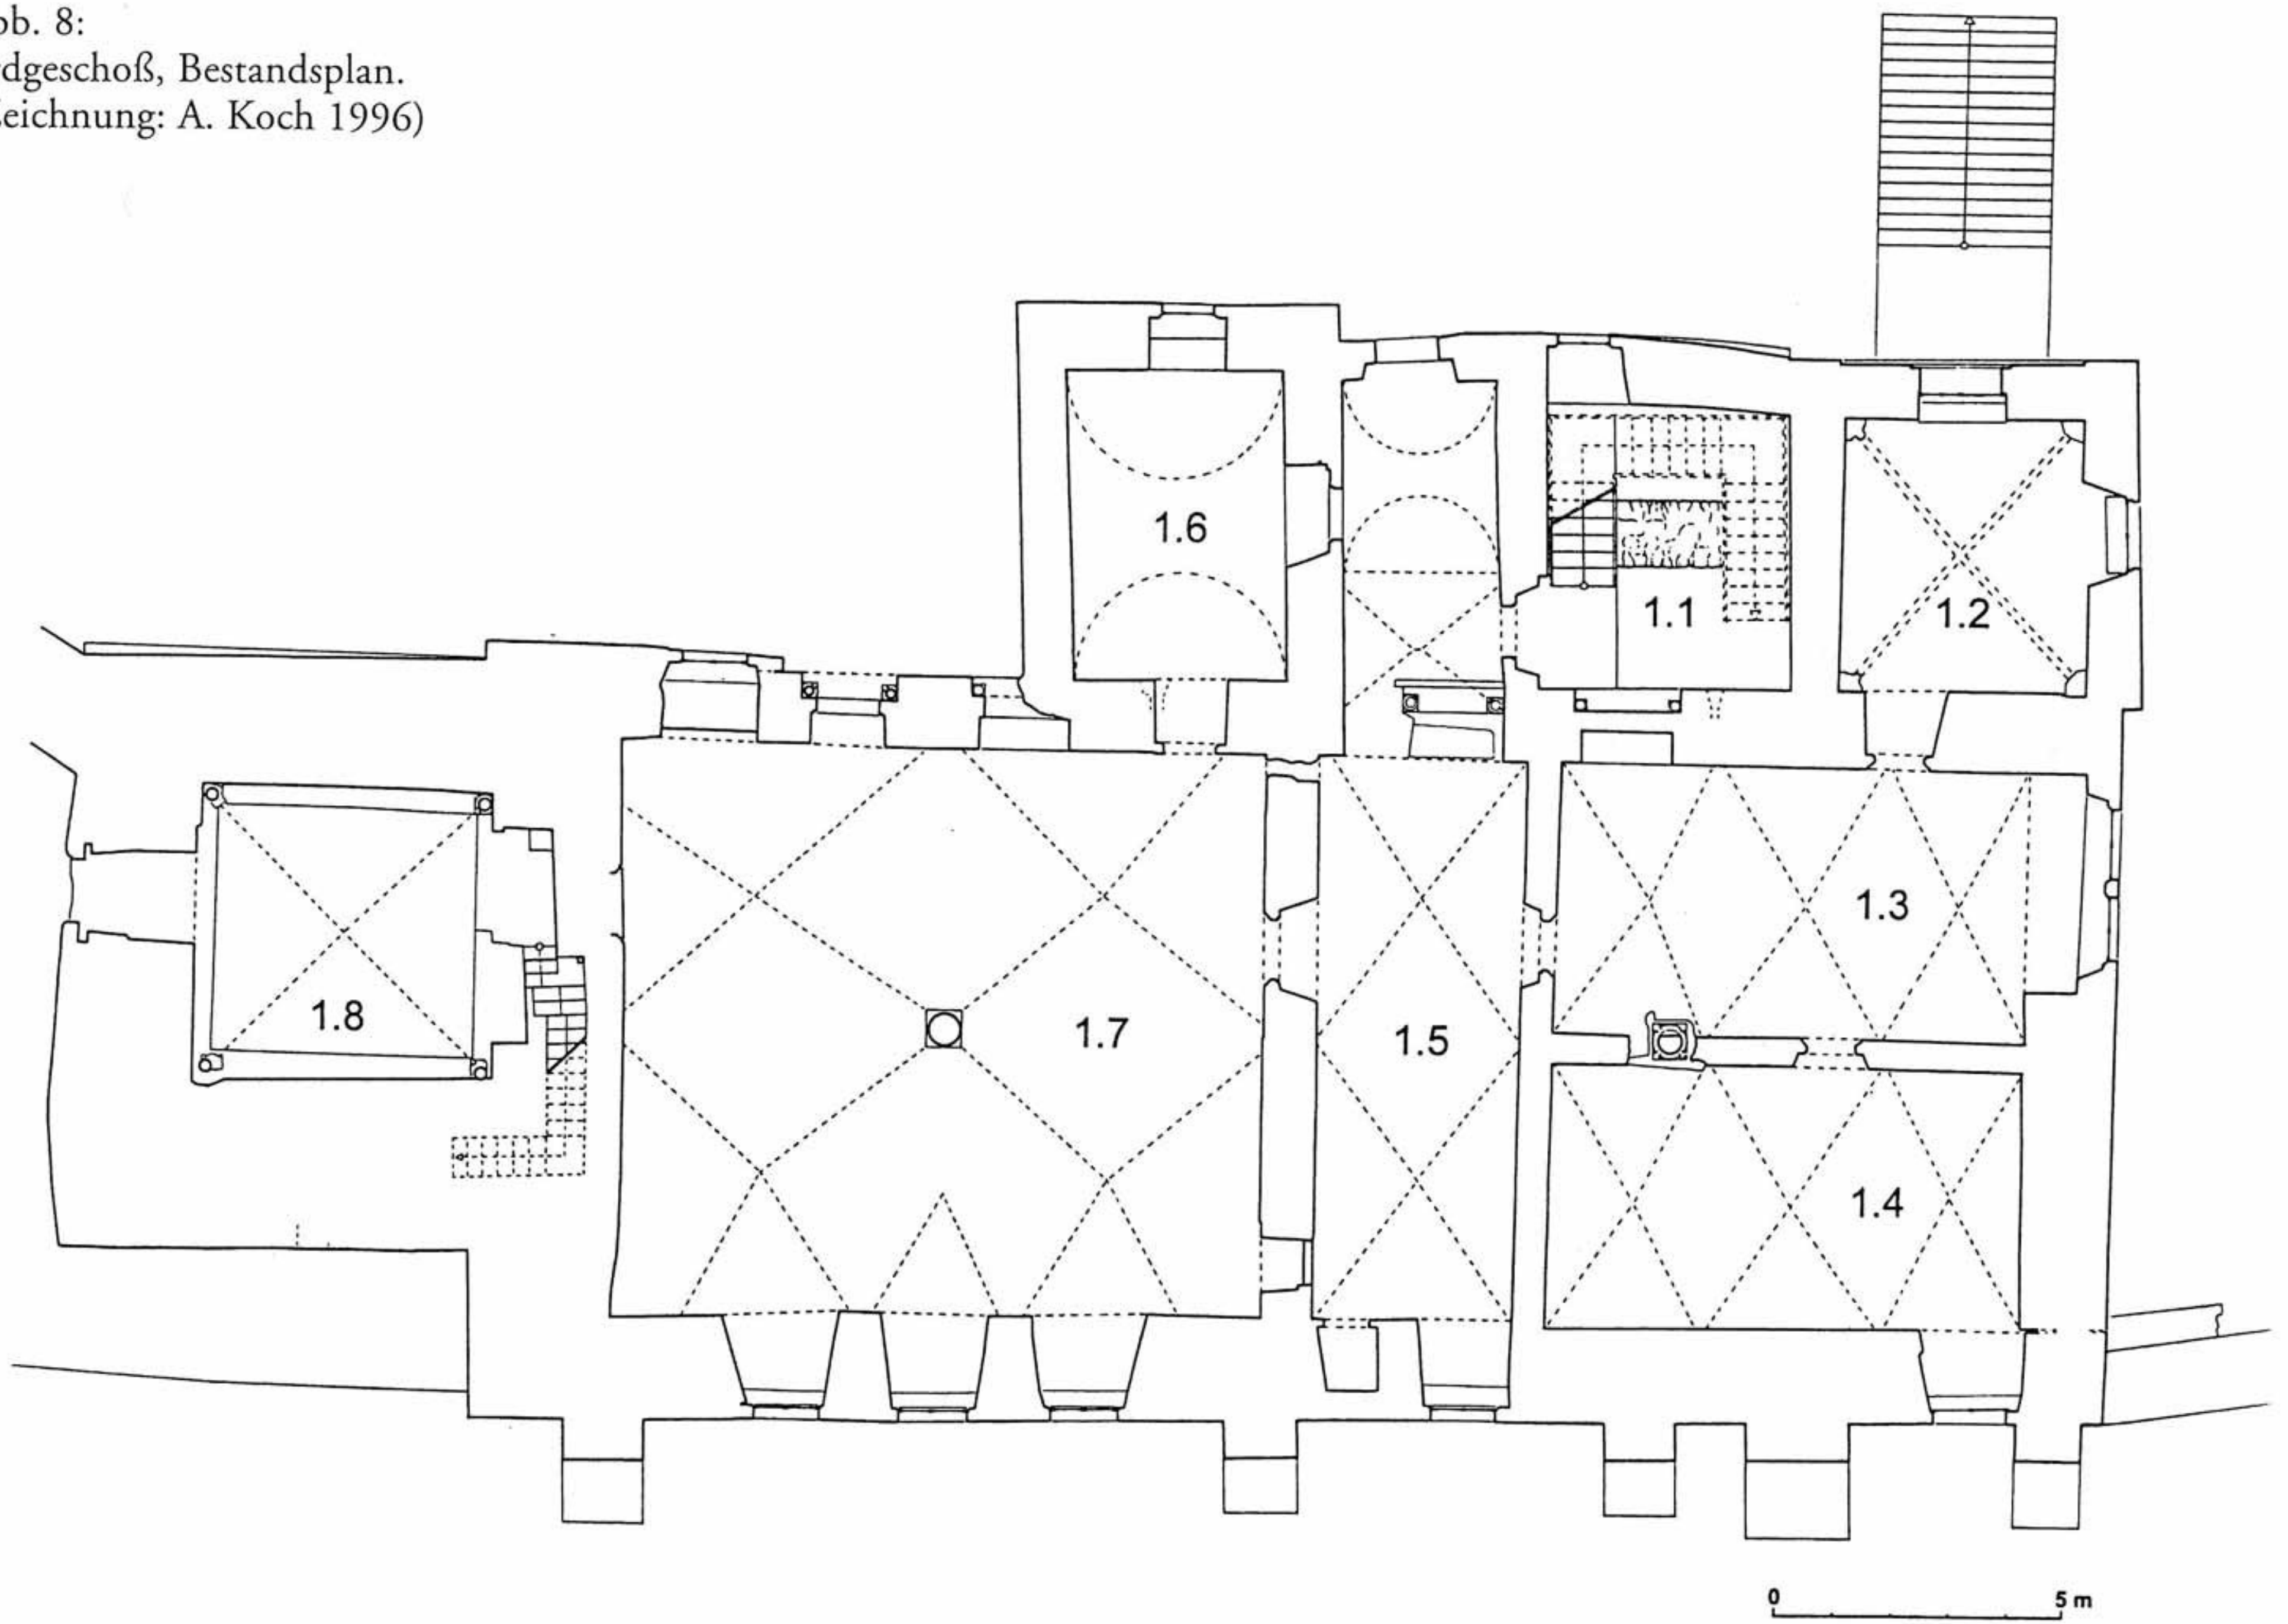 bb. 8:
dgeschoß, Bestandsplan.
eichnung: A. Koch 1996)
1.6
1.1
1.2
1.3
1.8
1.7
1.5
1.4
0 5 m